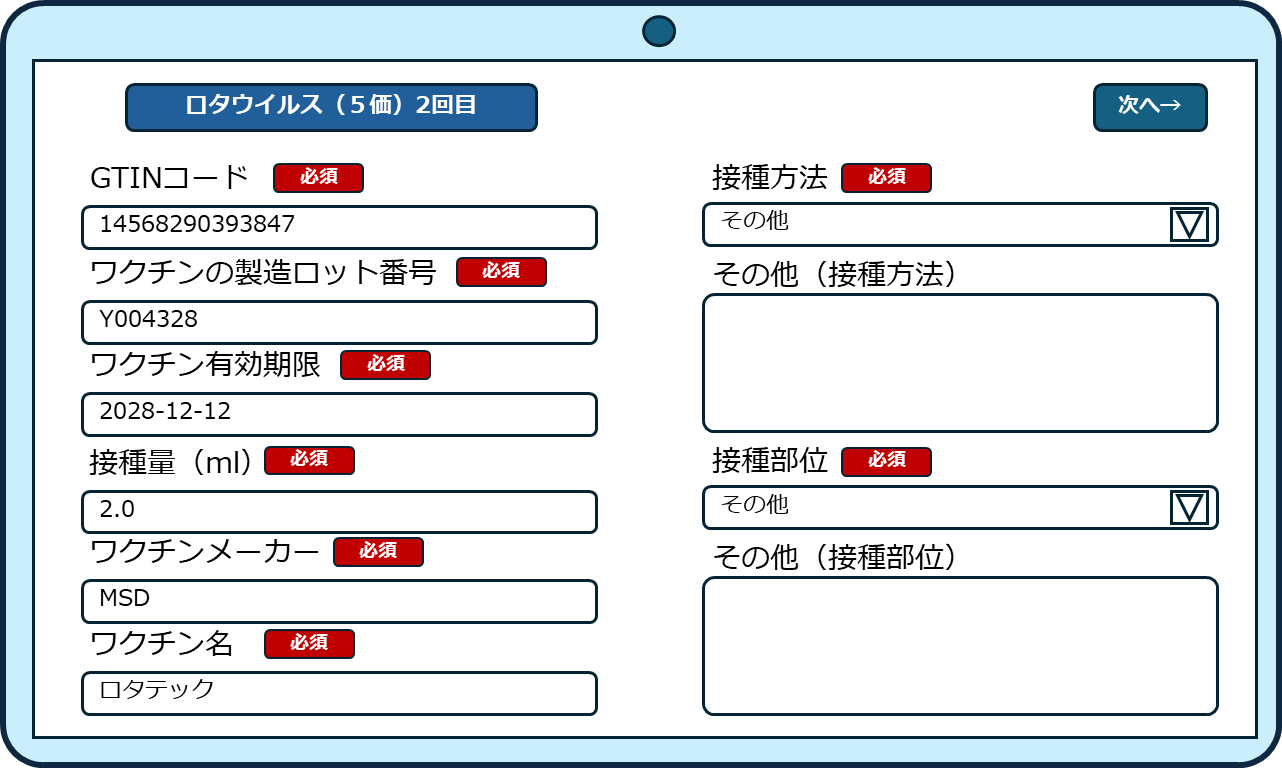 ロタウイルス（５価）2回目
次へ→
GTINコード 必須
14568290393847
ワクチンの製造ロット番号 必須
Y004328
ワクチン有効期限 必須
2028-12-12
接種量（ml） 必須
2.0
ワクチンメーカー 必須
MSD
ワクチン名 必須
ロタテック
接種方法 必須
その他
その他（接種方法）
接種部位 必須
その他
その他（接種部位）